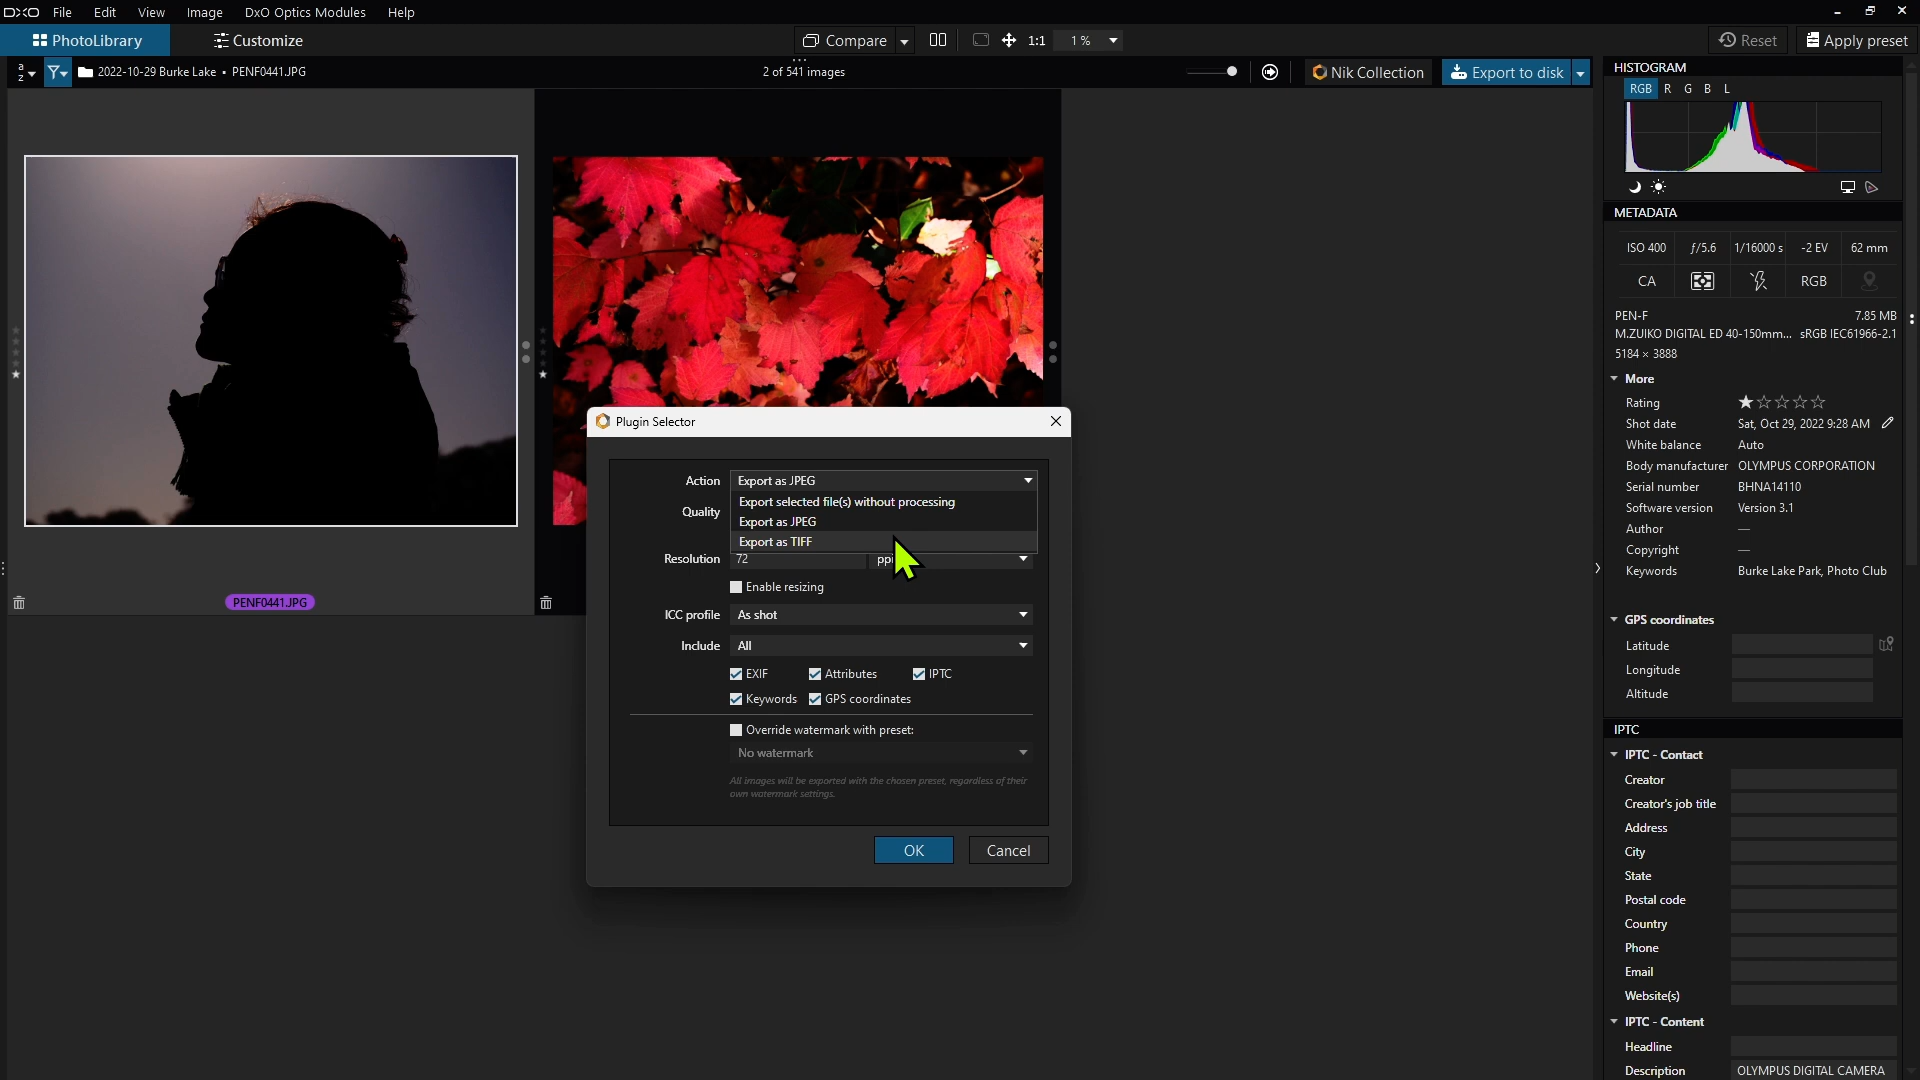 DXO File Edit View Image DxO Optics Modules Help
PhotoLibrary Customize Compare 1:1 1 % Reset Apply preset
a z 2022-10-29 Burke Lake • PENF0441.JPG 2 of 541 images Nik Collection Export to disk
HISTOGRAM
RGB R G B L
METADATA
ISO 400 ƒ/5.6 1/16000 s -2 EV 62 mm
CA RGB
PEN-F 7.85 MB
M.ZUIKO DIGITAL ED 40-150mm... sRGB IEC61966-2.1
5184 × 3888
More
Rating
Shot date Sat, Oct 29, 2022 9:28 AM
White balance Auto
Body manufacturer OLYMPUS CORPORATION
Serial number BHNA14110
Software version Version 3.1
Author —
Copyright —
Keywords Burke Lake Park, Photo Club
GPS coordinates
Latitude
Longitude
Altitude
IPTC
IPTC - Contact
Creator
Creator's job title
Address
City
State
Postal code
Country
Phone
Email
Website(s)
IPTC - Content
Headline
Description OLYMPUS DIGITAL CAMERA
PENF0441.JPG
Plugin Selector
Action Export as JPEG
Export selected file(s) without processing
Quality
Export as JPEG
Export as TIFF
Resolution 72 ppi
Enable resizing
ICC profile As shot
Include All
EXIF Attributes IPTC
Keywords GPS coordinates
Override watermark with preset:
No watermark
All images will be exported with the chosen preset, regardless of their
own watermark settings.
OK Cancel